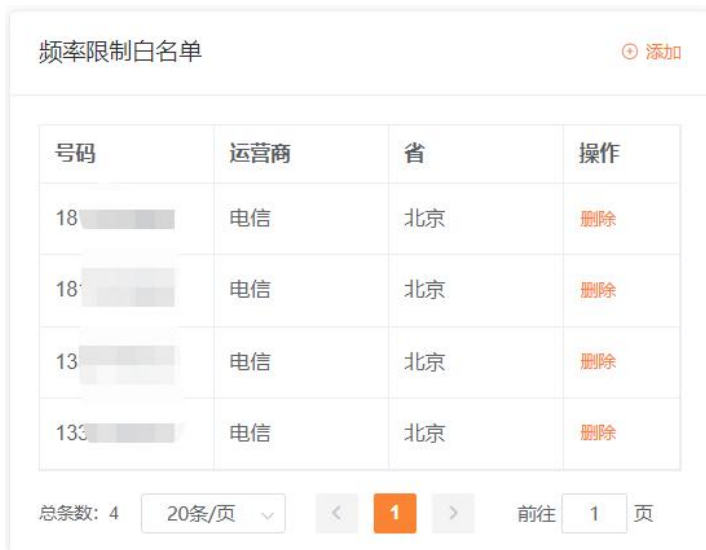 频率限制白名单 添加
号码 运营商 省 操作
18 电信 北京 删除
18 电信 北京 删除
13 电信 北京 删除
133 电信 北京 删除
总条数：4 20条/页 < 1 > 前往 1 页